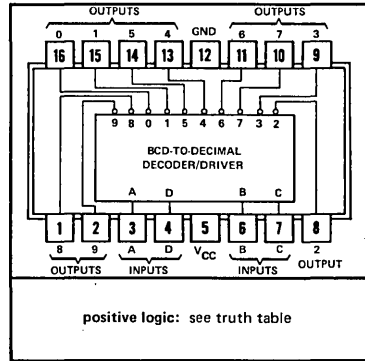 OUTPUTS OUTPUTS
0 1 5 4 GND 6 7 3
16 15 14 13 12 11 10 9
9 8 0 1 5 4 6 7 3 2
BCD-TO-DECIMAL
DECODER/DRIVER
A D B C
1 2 3 4 5 6 7 8
8 9 A D VCC B C 2
OUTPUTS INPUTS INPUTS OUTPUT
positive logic: see truth table